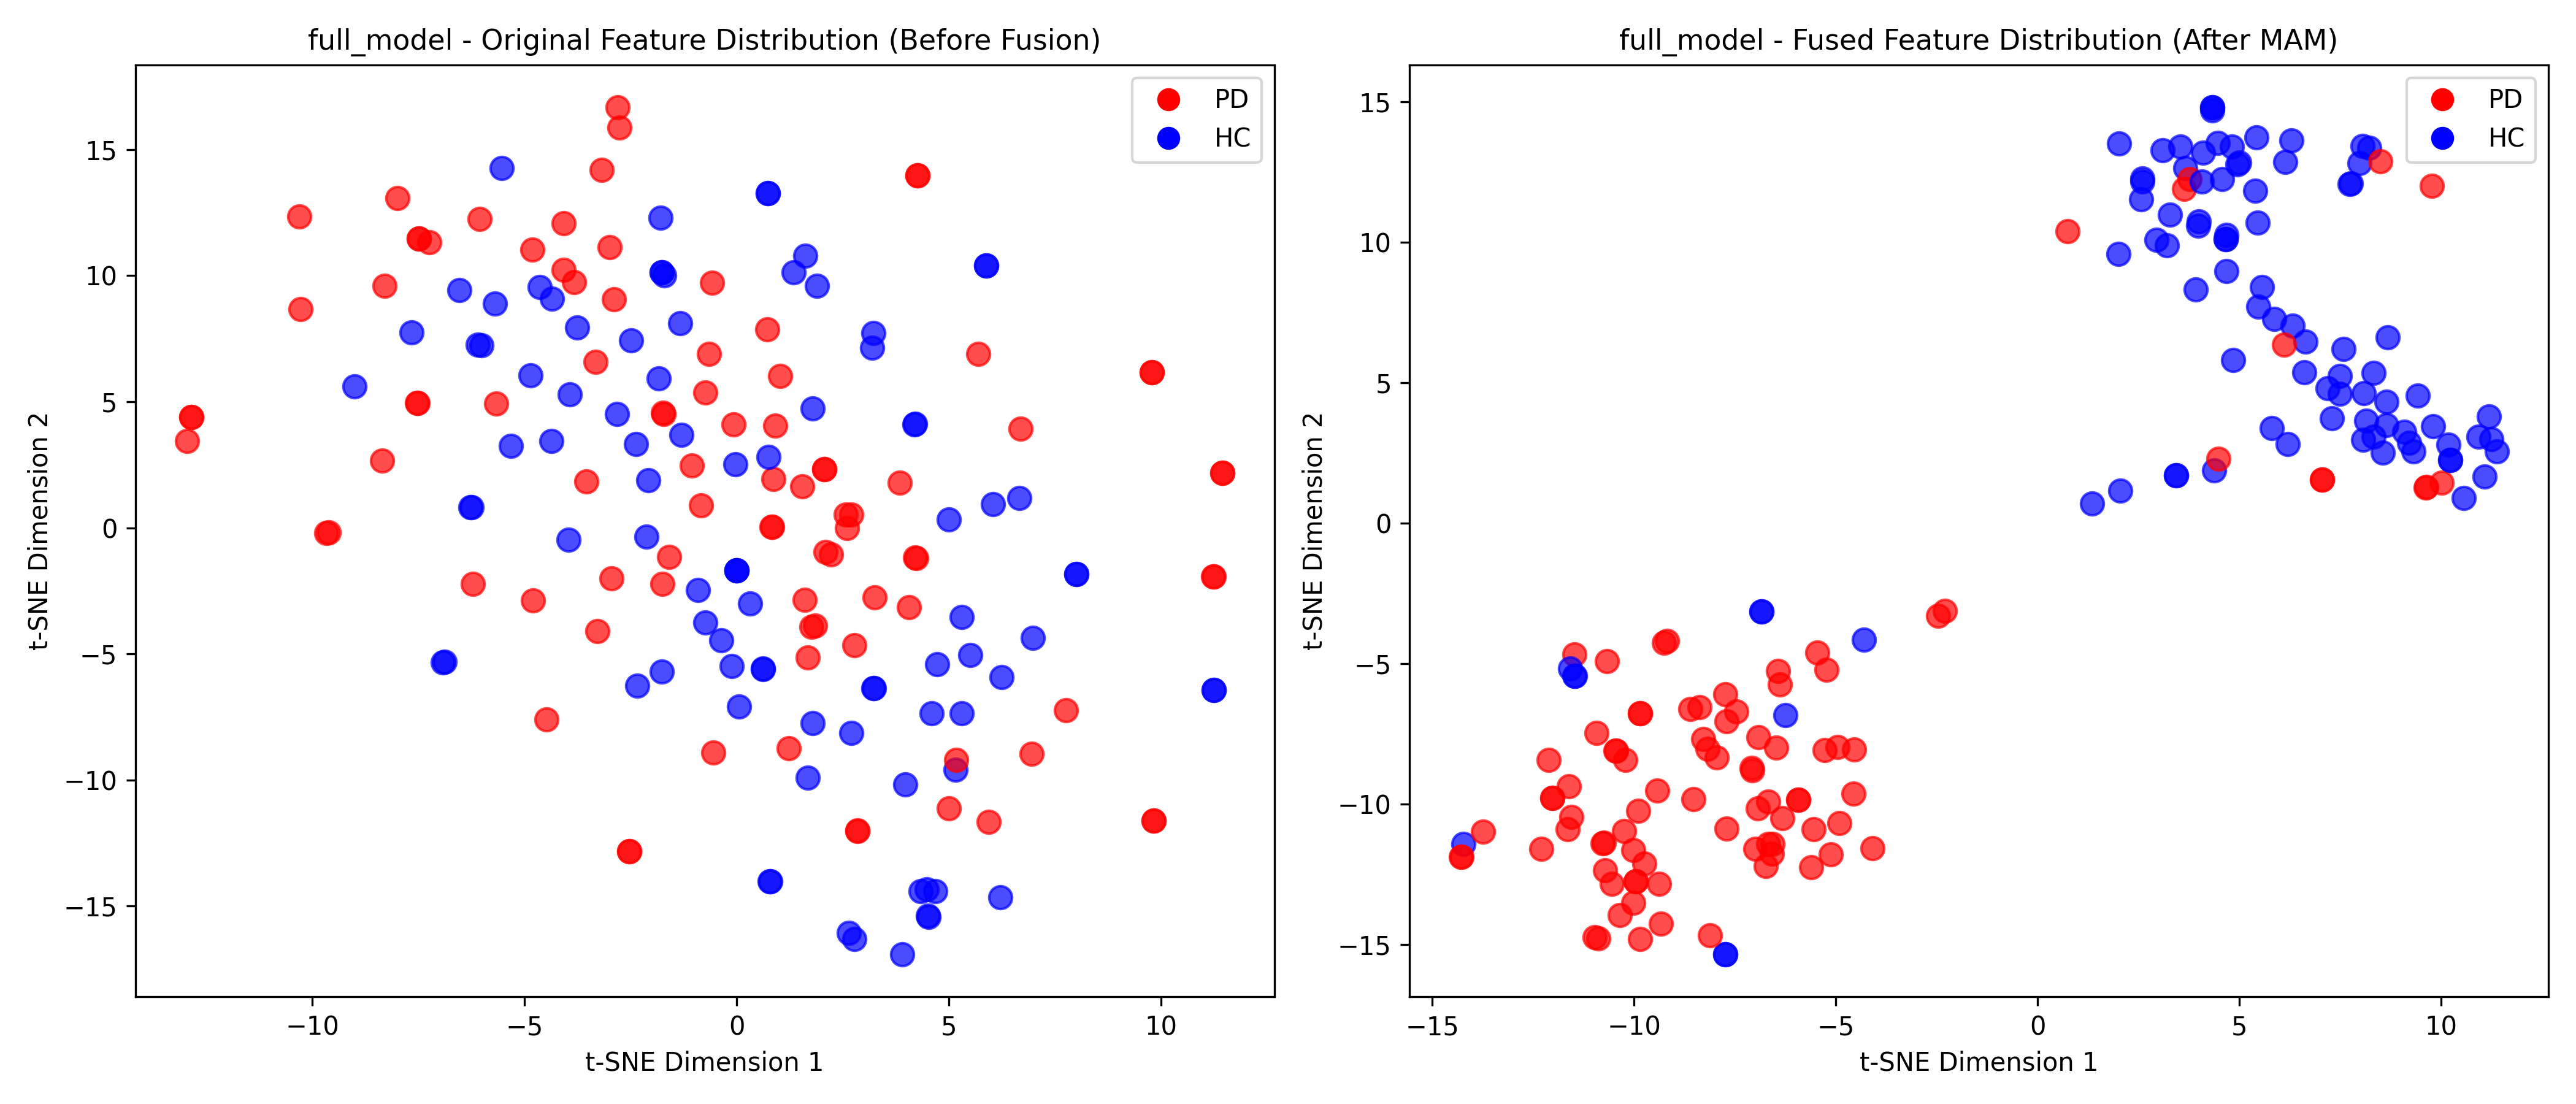 full_model - Original Feature Distribution (Before Fusion)
PD
HC
15
10
5
0
−5
−10
−15
t-SNE Dimension 2
−10 −5 0 5 10
t-SNE Dimension 1
full_model - Fused Feature Distribution (After MAM)
PD
HC
15
10
5
0
−5
−10
−15
t-SNE Dimension 2
−15 −10 −5 0 5 10
t-SNE Dimension 1